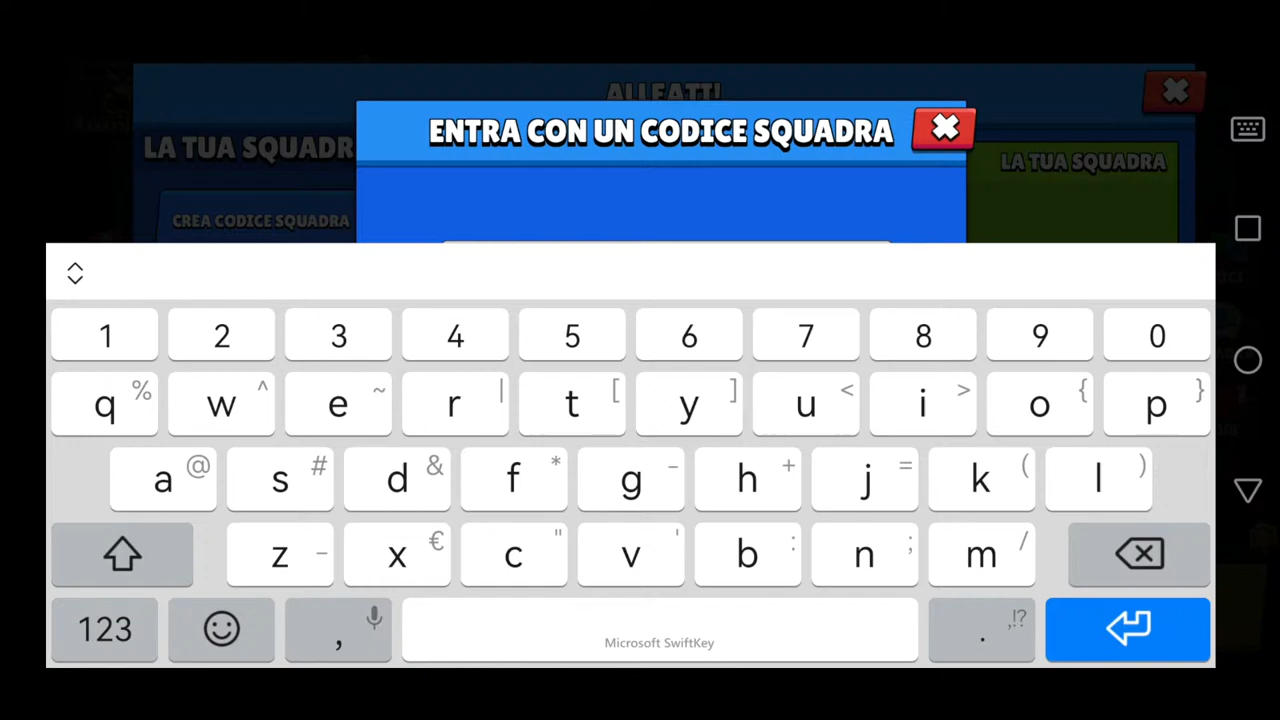 ALLEATI!
ENTRA CON UN CODICE SQUADRA
LA TUA SQUADR
LA TUA SQUADRA
CREA CODICE SQUADRA
1 2 3 4 5 6 7 8 9 0
q % w ^ e ~ r | t [ y ] u < i > o { p }
a @ s # d & f * g - h + j = k ( l )
z _ x € c " v ' b : n ; m /
123 , Microsoft SwiftKey . ,!?